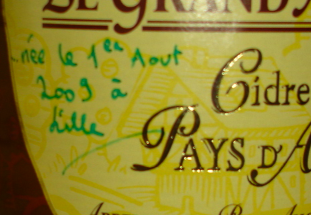 LE GRAND
née le 1er Aout
2009 à
Lille
Cidre
PAYS D'A